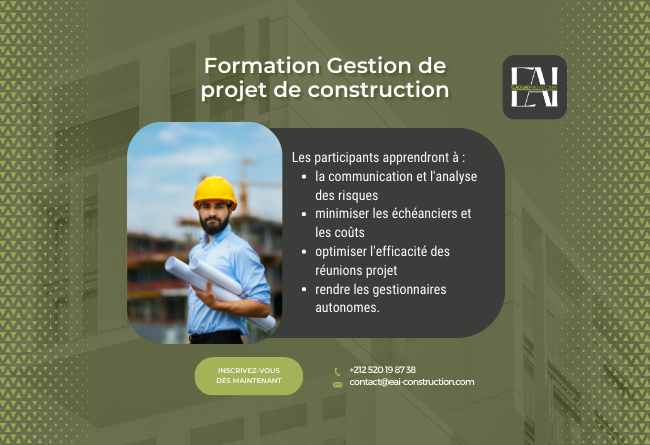 Formation Gestion de
projet de construction
EAI
Les participants apprendront à :
• la communication et l'analyse
des risques
• minimiser les échéanciers et
les coûts
• optimiser l'efficacité des
réunions projet
• rendre les gestionnaires
autonomes.
INSCRIVEZ-VOUS
DÈS MAINTENANT
+212 520 19 87 38
contact@eai-construction.com